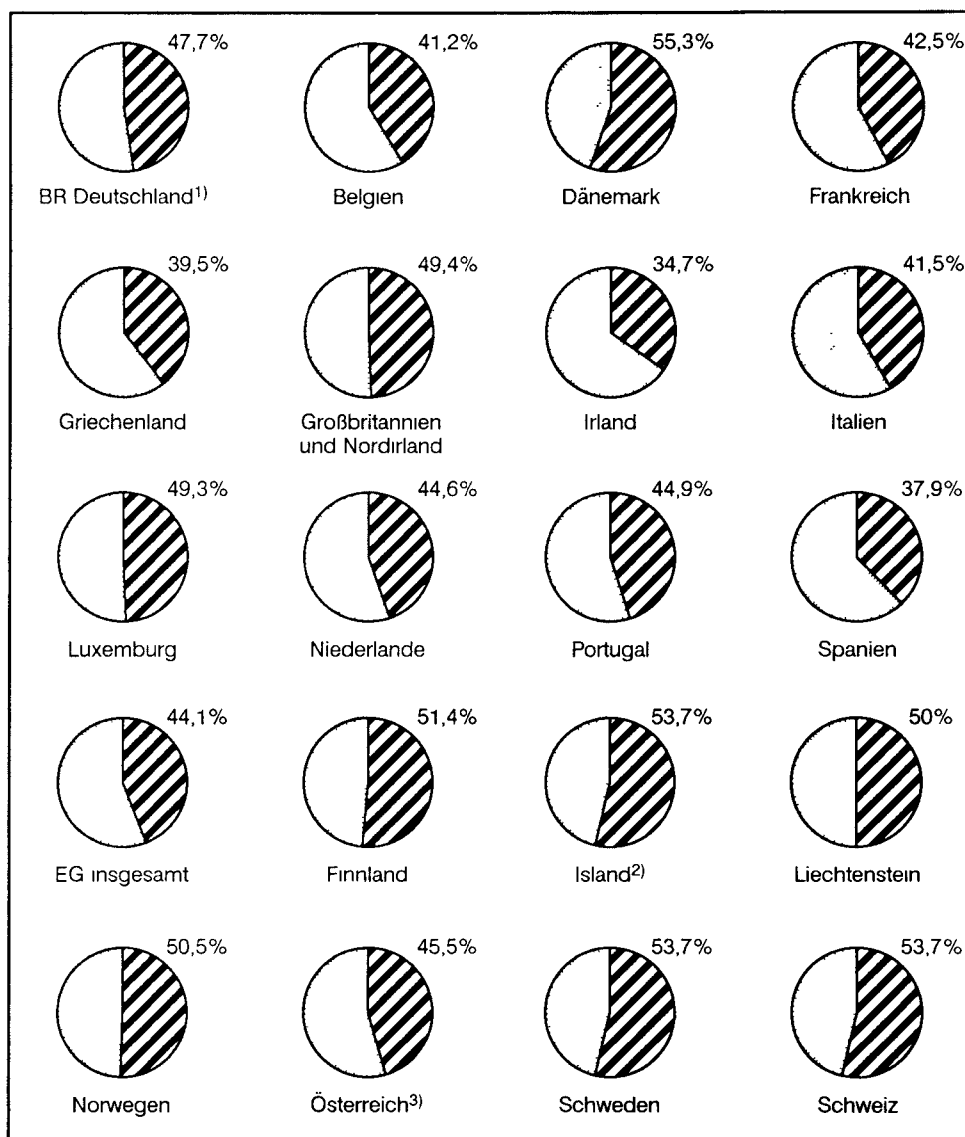 47,7%
41,2%
55,3%
42,5%
BR Deutschland¹⁾
Belgien
Dänemark
Frankreich
39,5%
49,4%
34,7%
41,5%
Griechenland
Großbritannien
und Nordirland
Irland
Italien
49,3%
44,6%
44,9%
37,9%
Luxemburg
Niederlande
Portugal
Spanien
44,1%
51,4%
53,7%
50%
EG insgesamt
Finnland
Island²⁾
Liechtenstein
50,5%
45,5%
53,7%
53,7%
Norwegen
Österreich³⁾
Schweden
Schweiz